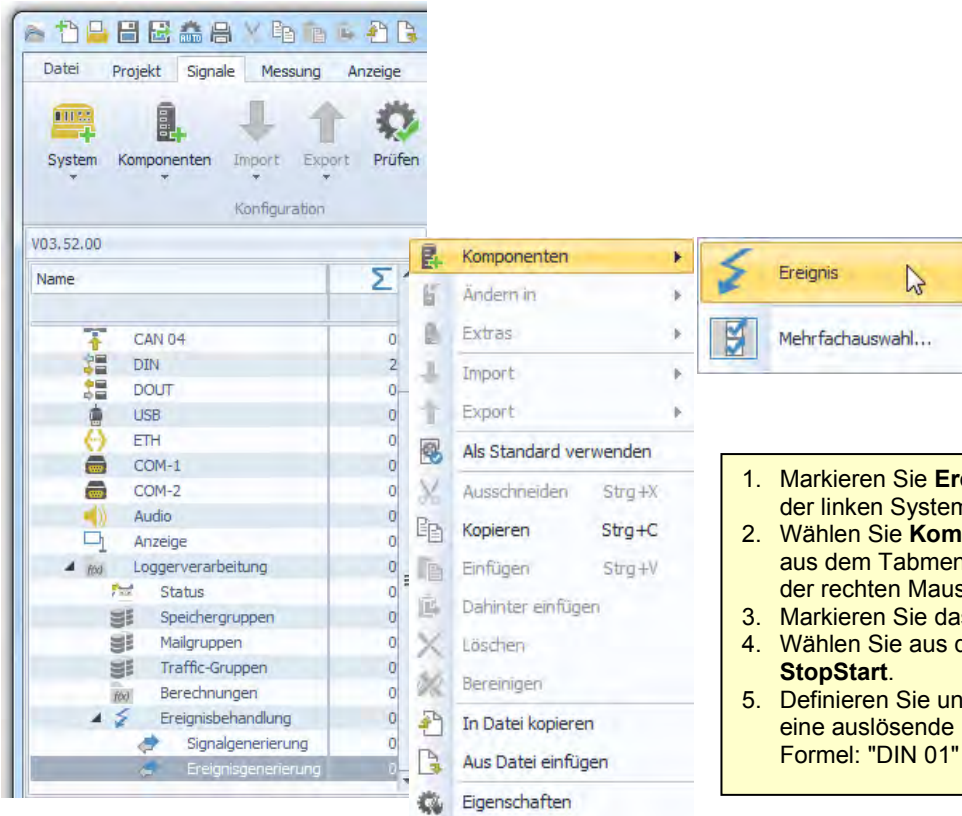 AUTO
Datei Projekt Signale Messung Anzeige
System Komponenten Import Export Prüfen
Konfiguration
V03.52.00
Name Σ
CAN 04 0
DIN 2
DOUT 0
USB 0
ETH 0
COM-1 0
COM-2 0
Audio 0
Anzeige 0
f(x) Loggerverarbeitung 0
Status 0
Speichergruppen 0
Mailgruppen 0
Traffic-Gruppen 0
f(x) Berechnungen 0
Ereignisbehandlung 0
Signalgenerierung 0
Ereignisgenerierung 0
Komponenten
Ändern in
Extras
Import
Export
Als Standard verwenden
Ausschneiden Strg+X
Kopieren Strg+C
Einfügen Strg+V
Dahinter einfügen
Löschen
Bereinigen
In Datei kopieren
Aus Datei einfügen
Eigenschaften
Ereignis
Mehrfachauswahl...
1. Markieren Sie
der linken
2. Wählen Sie
aus dem
der rechten
3. Markieren Sie
4. Wählen Sie aus
StopStart.
5. Definieren Sie
eine auslösende
Formel: "DIN 01"